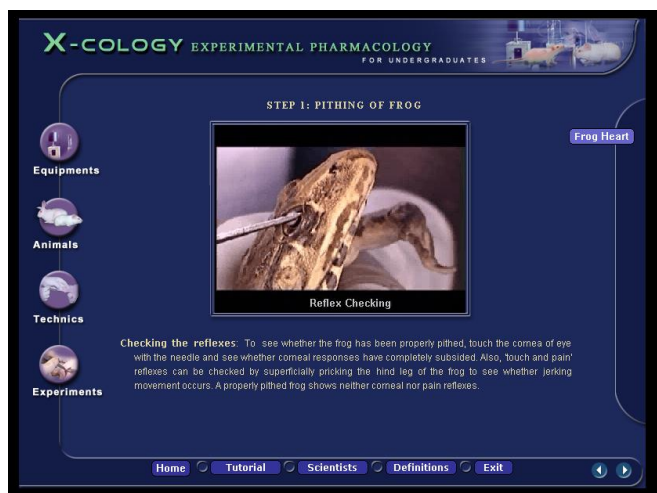 X-COLOGY EXPERIMENTAL PHARMACOLOGY
FOR UNDERGRADUATES
STEP 1: PITHING OF FROG
Frog Heart
Equipments
Animals
Technics
Experiments
Reflex Checking
Checking the reflexes: To see whether the frog has been properly pithed, touch the cornea of eye
with the needle and see whether corneal responses have completely subsided. Also, 'touch and pain'
reflexes can be checked by superficially pricking the hind leg of the frog to see whether jerking
movement occurs. A properly pithed frog shows neither corneal nor pain reflexes.
Home Tutorial Scientists Definitions Exit